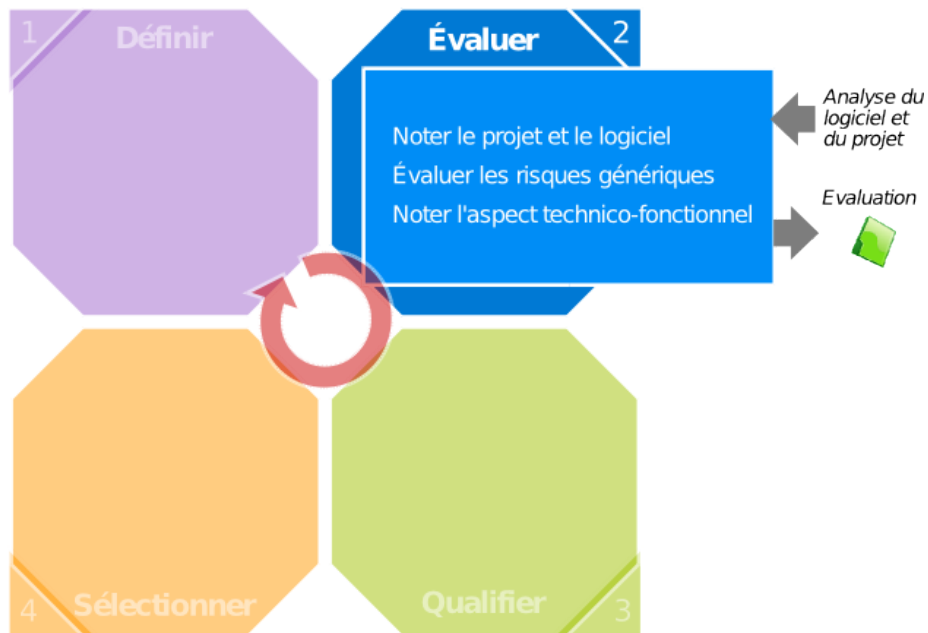 1
Définir
Évaluer
2
Noter le projet et le logiciel
Évaluer les risques génériques
Noter l'aspect technico-fonctionnel
Analyse du
logiciel et
du projet
Evaluation
4
Sélectionner
Qualifier
3